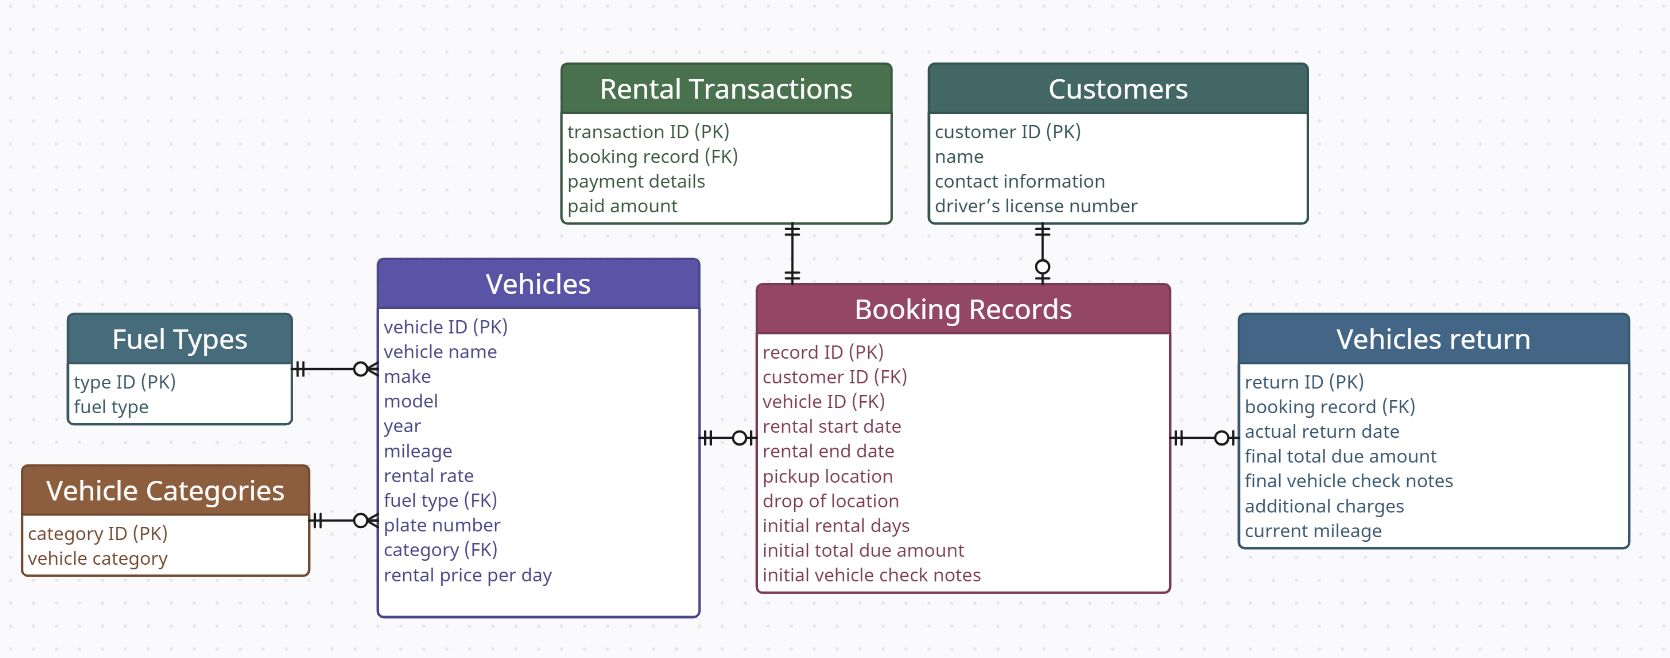 Rental Transactions
transaction ID (PK)
booking record (FK)
payment details
paid amount
Customers
customer ID (PK)
name
contact information
driver’s license number
Fuel Types
type ID (PK)
fuel type
Vehicle Categories
category ID (PK)
vehicle category
Vehicles
vehicle ID (PK)
vehicle name
make
model
year
mileage
rental rate
fuel type (FK)
plate number
category (FK)
rental price per day
Booking Records
record ID (PK)
customer ID (FK)
vehicle ID (FK)
rental start date
rental end date
pickup location
drop of location
initial rental days
initial total due amount
initial vehicle check notes
Vehicles return
return ID (PK)
booking record (FK)
actual return date
final total due amount
final vehicle check notes
additional charges
current mileage